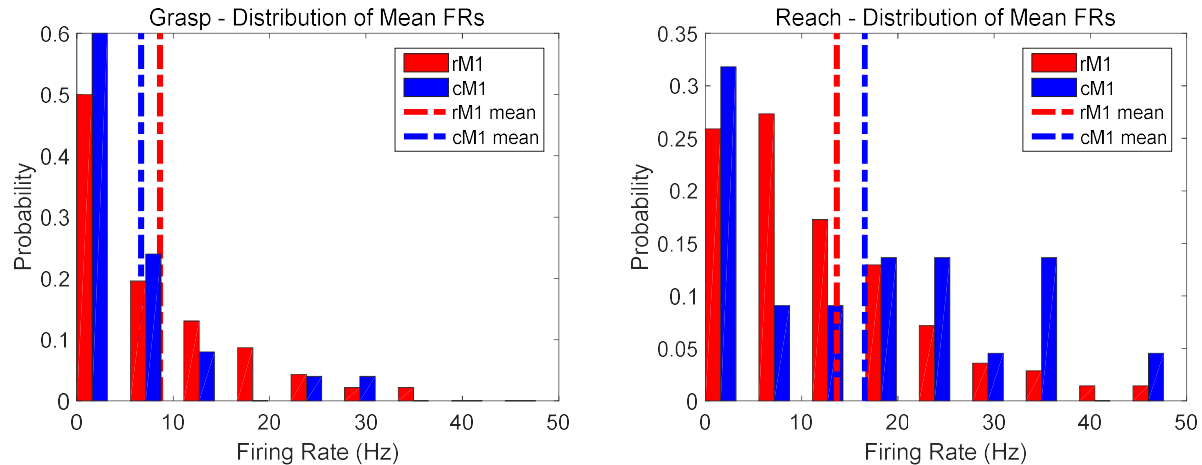 Grasp - Distribution of Mean FRs
0.6
0.5
0.4
0.3
0.2
0.1
0
Probability
rM1
cM1
rM1 mean
cM1 mean
0 10 20 30 40 50
Firing Rate (Hz)
Reach - Distribution of Mean FRs
0.35
0.3
0.25
0.2
0.15
0.1
0.05
0
Probability
rM1
cM1
rM1 mean
cM1 mean
0 10 20 30 40 50
Firing Rate (Hz)